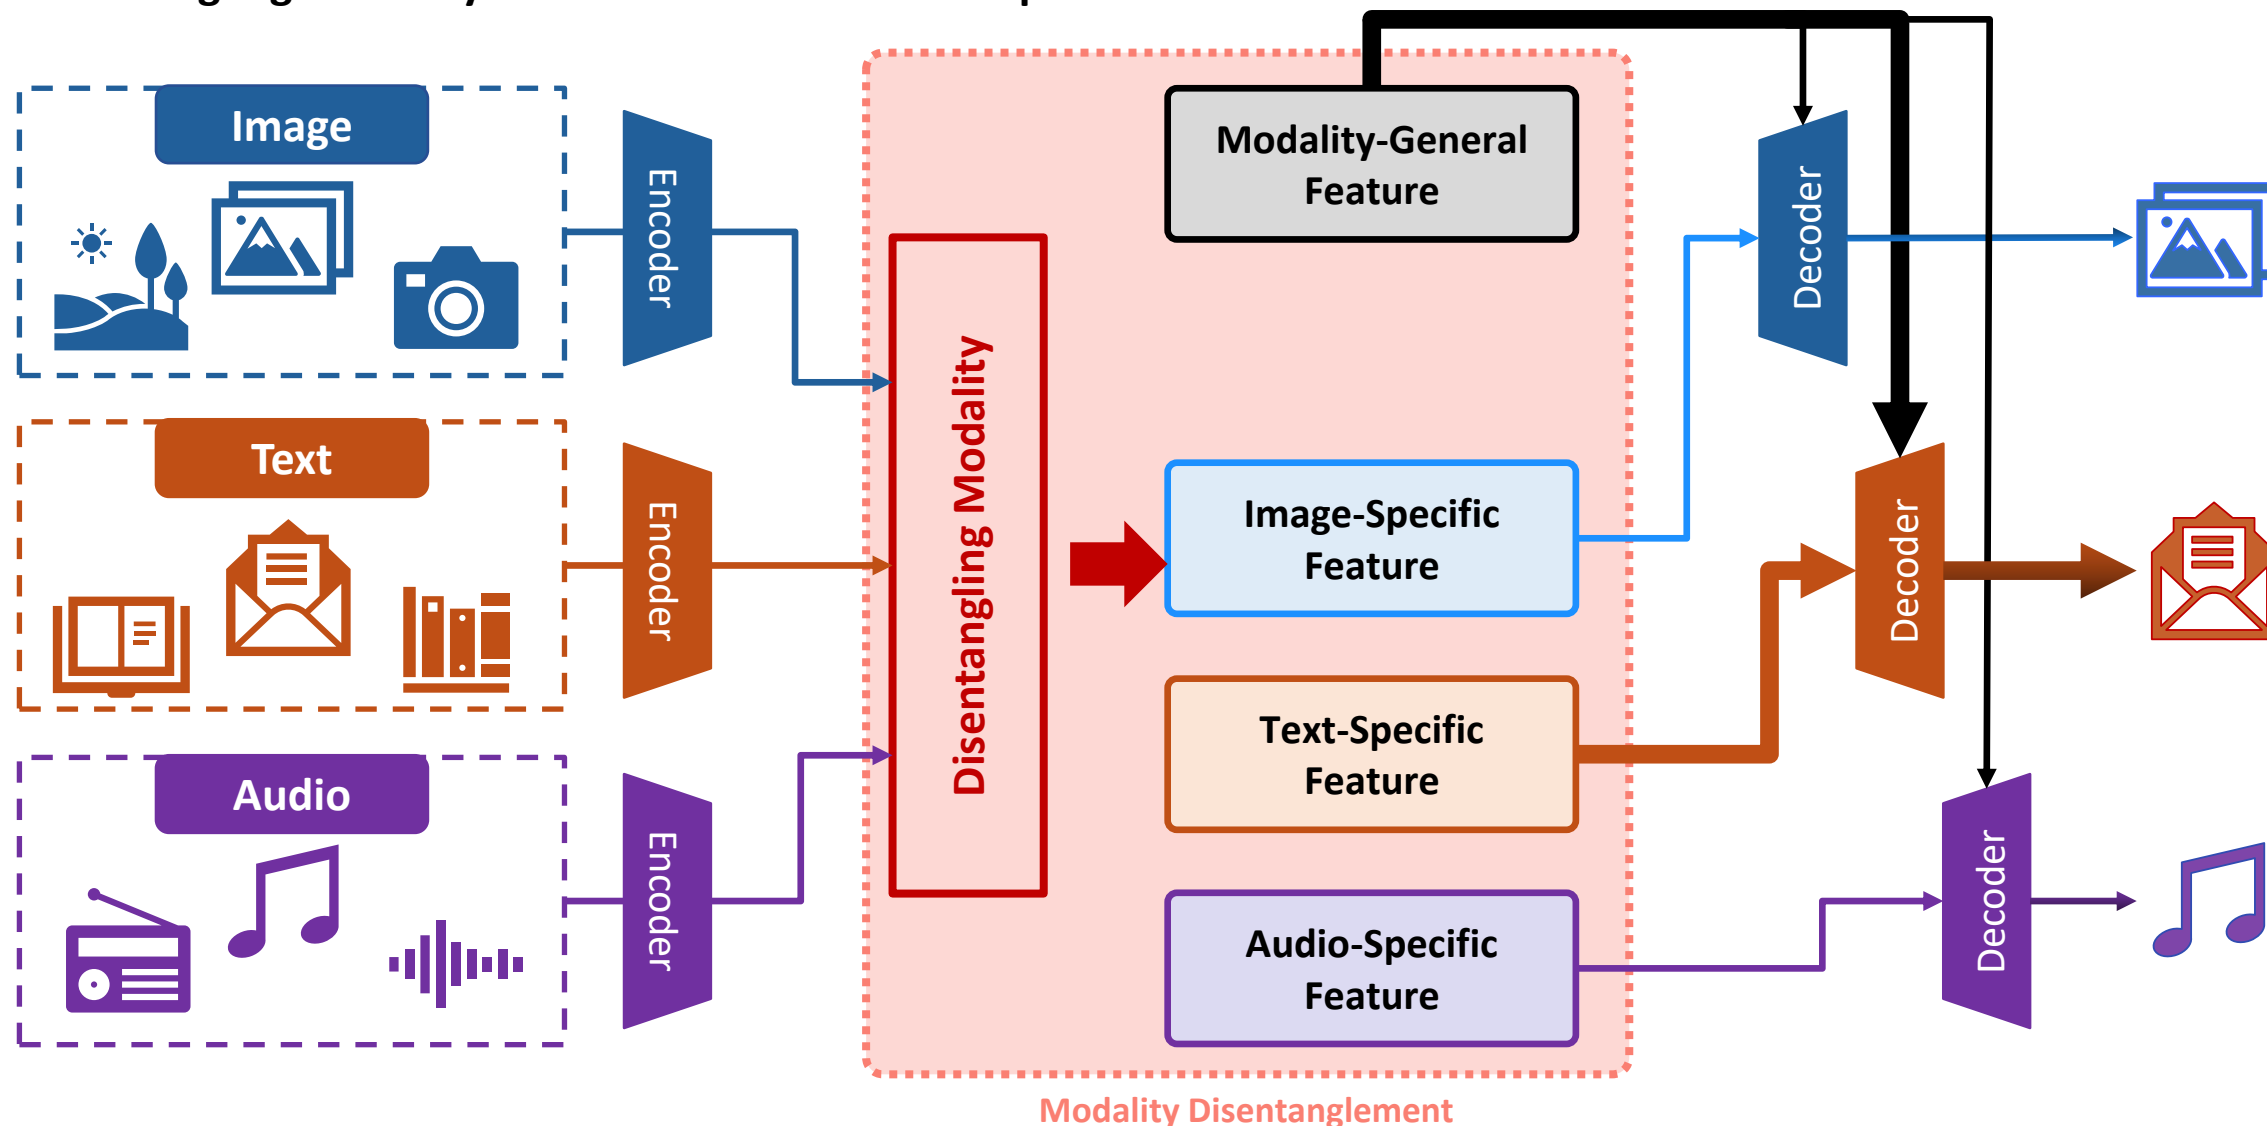 Image
Encoder
Text
Encoder
Audio
Encoder
Disentangling Modality
Modality-General
Feature
Image-Specific
Feature
Text-Specific
Feature
Audio-Specific
Feature
Decoder
Decoder
Decoder
Modality Disentanglement